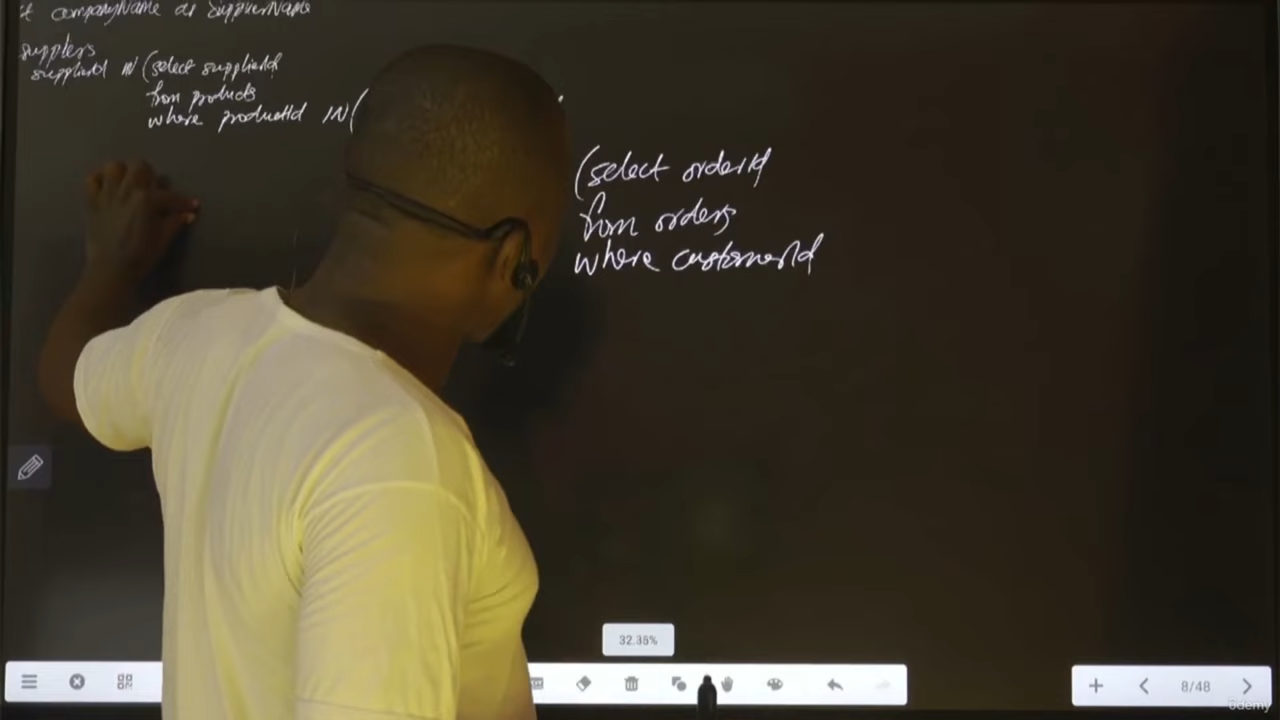 companyName as SupplierName
suppliers
supplierId IN (select supplierId
from products
where productId IN (
(select orderId
from orders
where customerId
32.35%
8/48
ûdemy